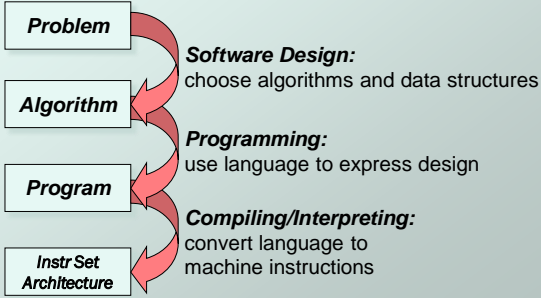 Problem
Software Design:
choose algorithms and data structures
Algorithm
Programming:
use language to express design
Program
Compiling/Interpreting:
convert language to
machine instructions
Instr Set
Architecture